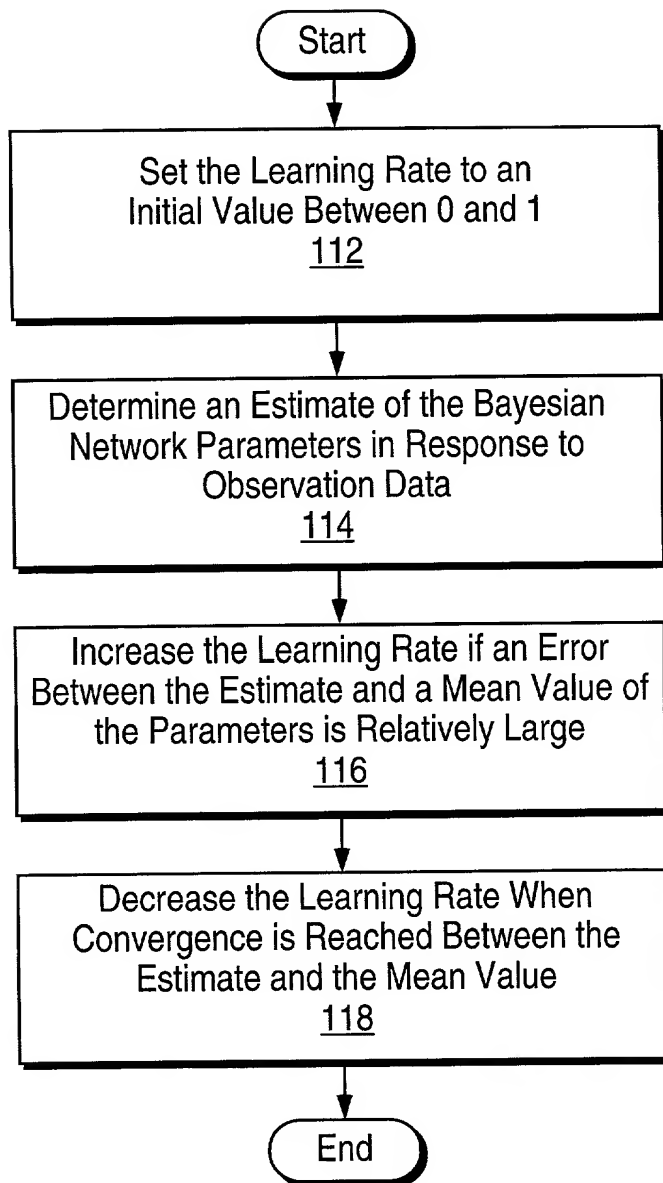 Start
Set the Learning Rate to an
Initial Value Between 0 and 1
112
Determine an Estimate of the Bayesian
Network Parameters in Response to
Observation Data
114
Increase the Learning Rate if an Error
Between the Estimate and a Mean Value of
the Parameters is Relatively Large
116
Decrease the Learning Rate When
Convergence is Reached Between the
Estimate and the Mean Value
118
End